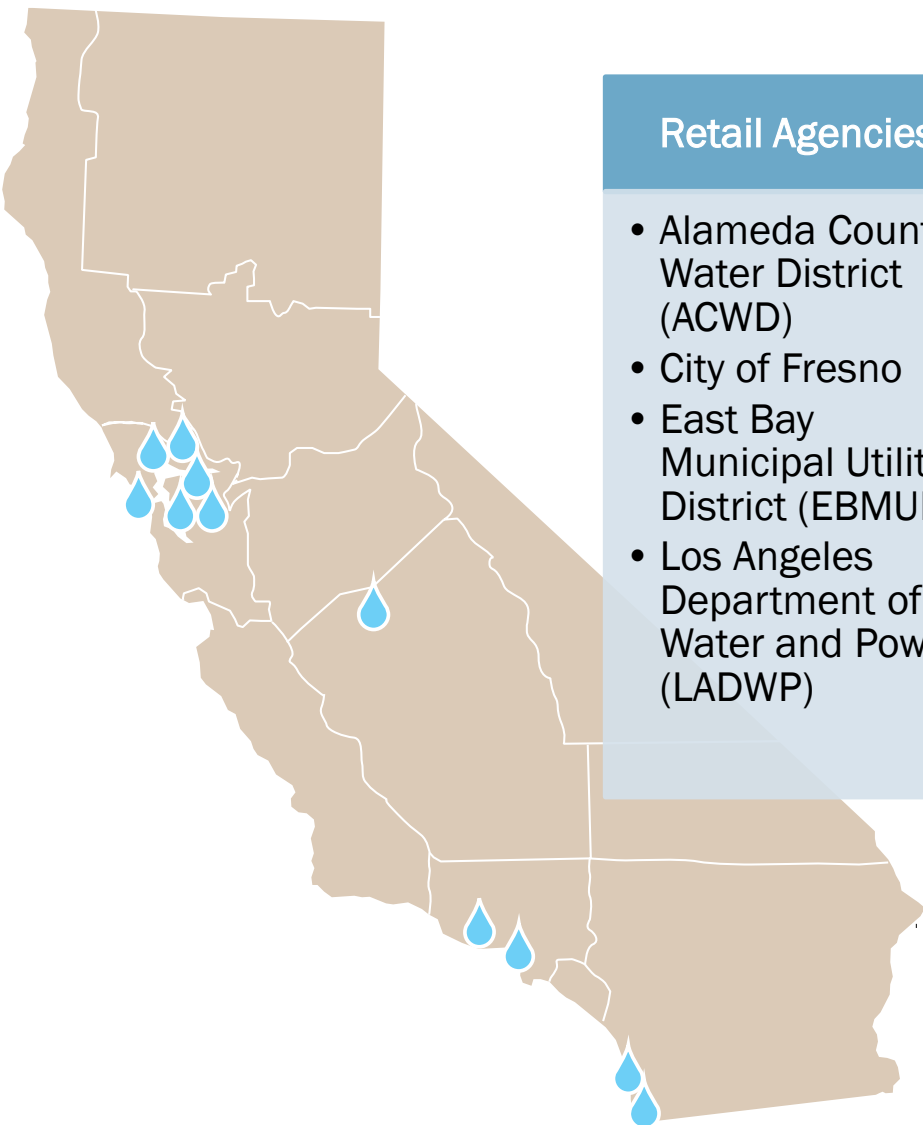 Retail Agencies
• Alameda Coun
Water District
(ACWD)
• City of Fresno
• East Bay
Municipal Utilit
District (EBMU
• Los Angeles
Department of
Water and Pow
(LADWP)